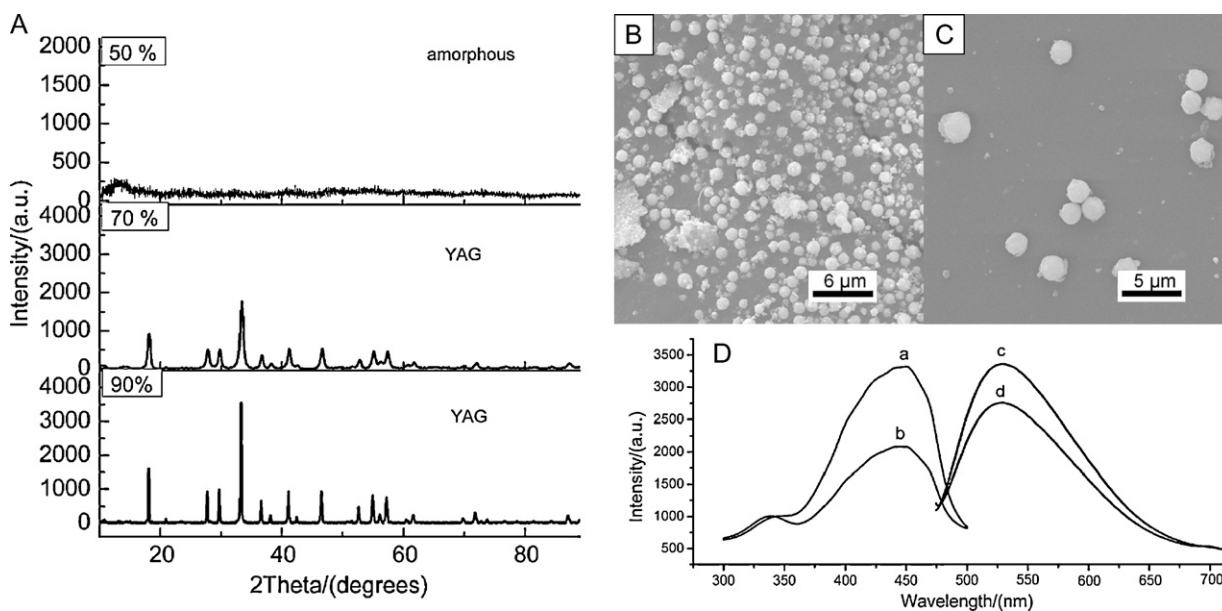 A
2000
50 %
amorphous
1500
1000
500
0
4000
70 %
3000
YAG
2000
1000
0
4000
90%
3000
YAG
2000
1000
0
Intensity/(a.u.)
20 40 60 80
2Theta/(degrees)
B
6 µm
C
5 µm
D
a
c
b
d
3500
3000
2500
2000
1500
1000
500
Intensity/(a.u.)
300 350 400 450 500 550 600 650 700
Wavelength/(nm)